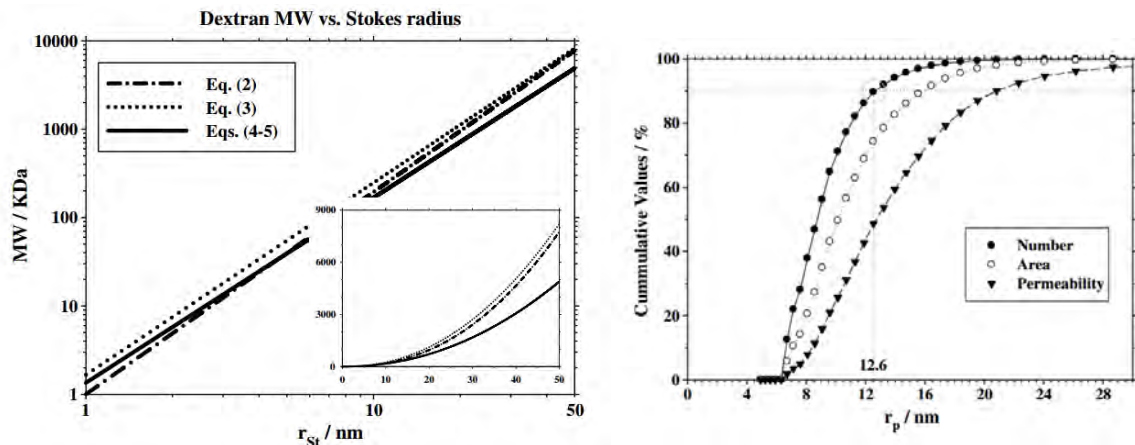 Dextran MW vs. Stokes radius
10000
1000
100
10
1
MW / KDa
Eq. (2)
Eq. (3)
Eqs. (4-5)
9000
6000
3000
0
0 10 20 30 40 50
1 10 50
r_St / nm
100
80
60
40
20
0
Cummulative Values / %
Number
Area
Permeability
12.6
0 4 8 12 16 20 24 28
r_p / nm